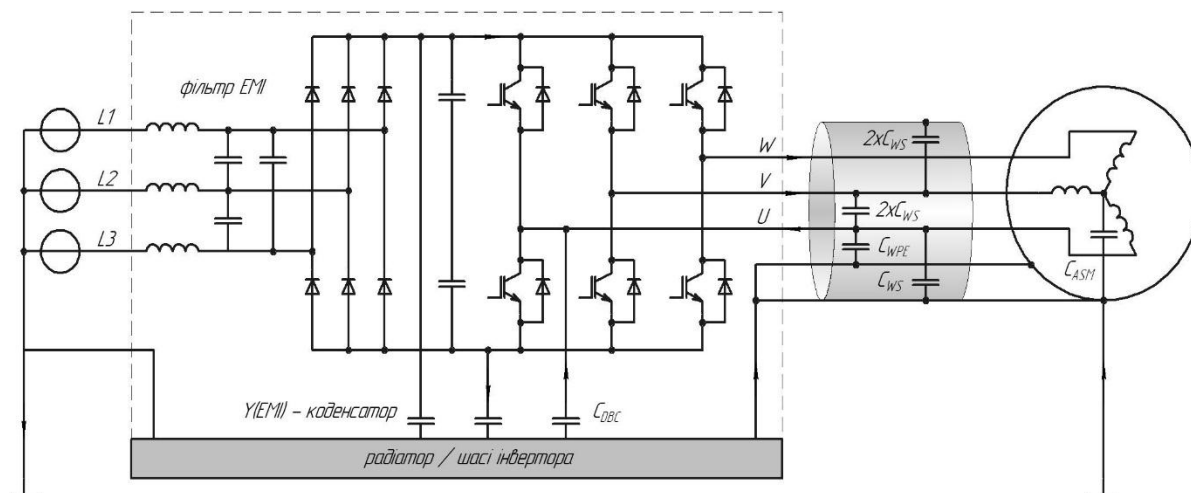 фільтр EMI
L1
L2
L3
W
V
U
2xC_WS
2xC_WS
C_WPE
C_WS
C_ASM
Y(EMI) – коденсатор
C_DBC
радіатор / шасі інвертора